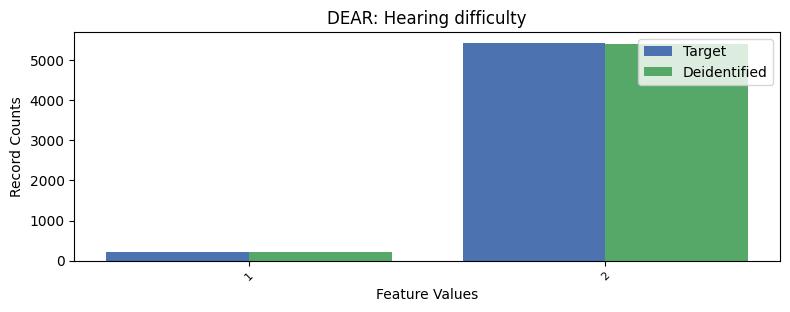 DEAR: Hearing difficulty
Target
Deidentified
Record Counts
5000
4000
3000
2000
1000
0
1
2
Feature Values